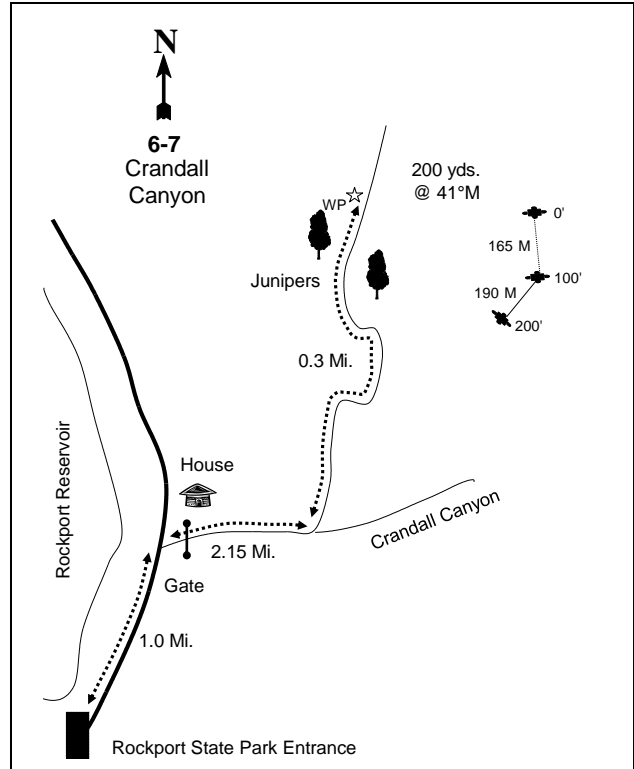 N
6-7
Crandall
Canyon
200 yds.
@ 41°M
WP
0'
165 M
100'
190 M
200'
Junipers
0.3 Mi.
Rockport Reservoir
House
Crandall Canyon
2.15 Mi.
Gate
1.0 Mi.
Rockport State Park Entrance